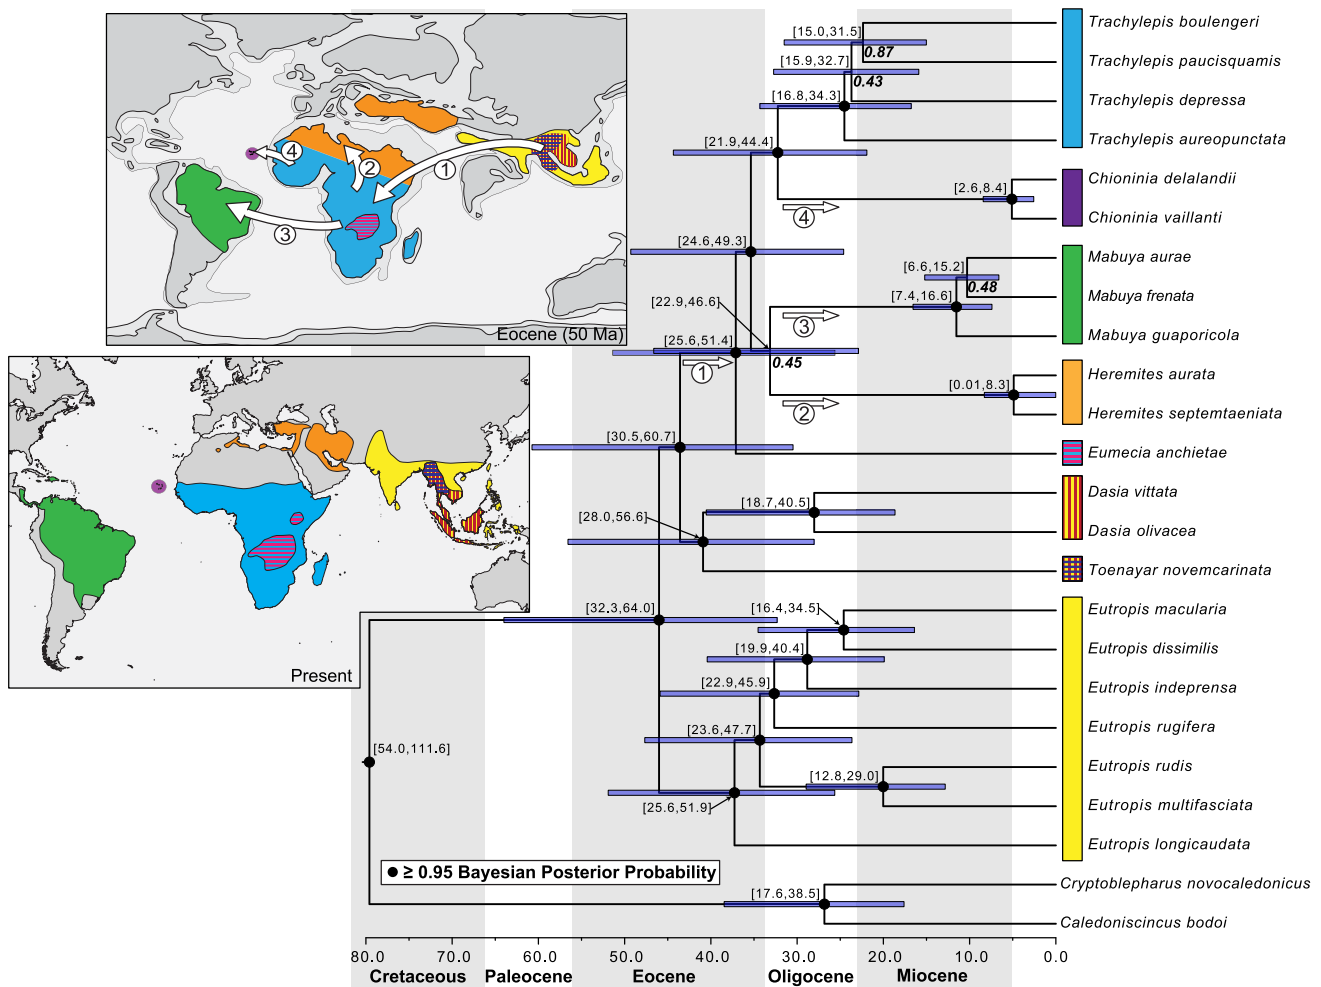 4
2
1
3
Eocene (50 Ma)
Present
[15.0,31.5]
0.87
[15.9,32.7]
0.43
[16.8,34.3]
[21.9,44.4]
[2.6,8.4]
4
[24.6,49.3]
[6.6,15.2]
0.48
[7.4,16.6]
[22.9,46.6]
3
[25.6,51.4]
0.45
1
[0.01,8.3]
2
[30.5,60.7]
[18.7,40.5]
[28.0,56.6]
[32.3,64.0]
[16.4,34.5]
[19.9,40.4]
[22.9,45.9]
[23.6,47.7]
[54.0,111.6]
[12.8,29.0]
[25.6,51.9]
[17.6,38.5]
Trachylepis boulengeri
Trachylepis paucisquamis
Trachylepis depressa
Trachylepis aureopunctata
Chioninia delalandii
Chioninia vaillanti
Mabuya aurae
Mabuya frenata
Mabuya guaporicola
Heremites aurata
Heremites septemtaeniata
Eumecia anchietae
Dasia vittata
Dasia olivacea
Toenayar novemcarinata
Eutropis macularia
Eutropis dissimilis
Eutropis indeprensa
Eutropis rugifera
Eutropis rudis
Eutropis multifasciata
Eutropis longicaudata
Cryptoblepharus novocaledonicus
Caledoniscincus bodoi
≥ 0.95 Bayesian Posterior Probability
80.0 70.0 60.0 50.0 40.0 30.0 20.0 10.0 0.0
Cretaceous Paleocene Eocene Oligocene Miocene